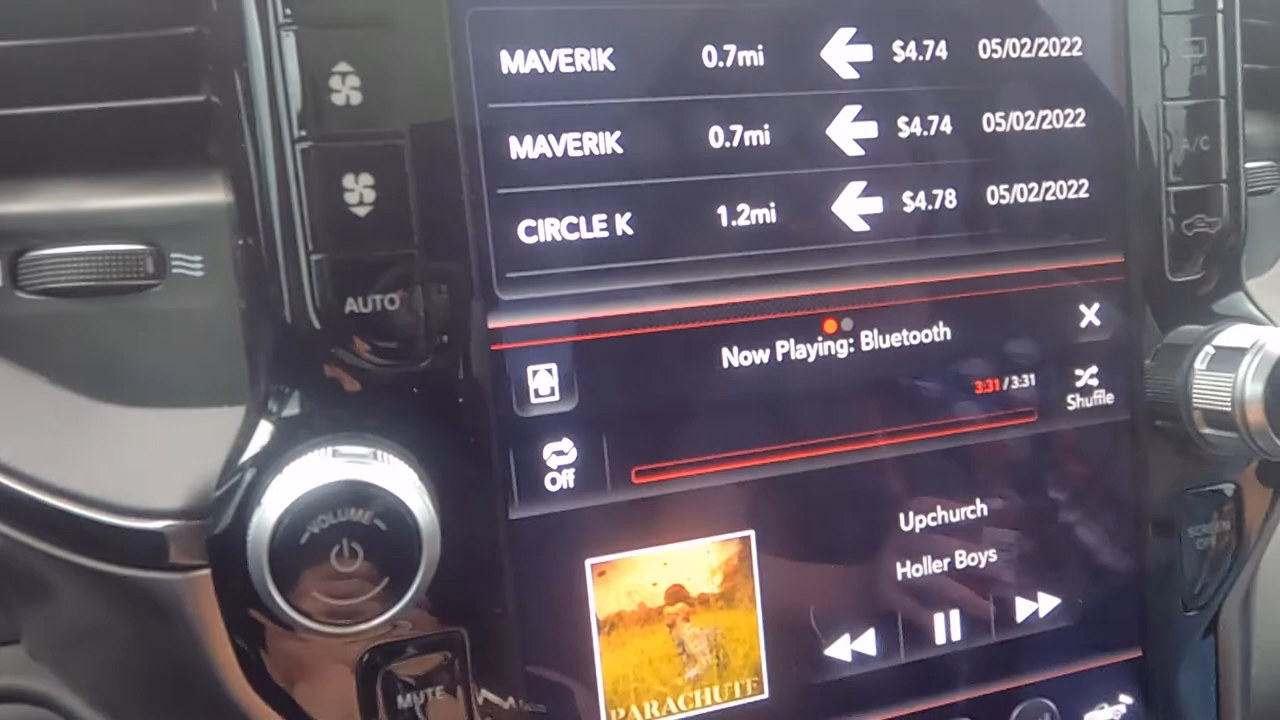 MAVERIK 0.7mi $4.74 05/02/2022
MAVERIK 0.7mi $4.74 05/02/2022
CIRCLE K 1.2mi $4.78 05/02/2022
A/C
AUTO
Now Playing: Bluetooth
3:31/3:31
Shuffle
Off
Upchurch
Holler Boys
VOLUME
SCREEN OFF
PARACHUTE
MUTE